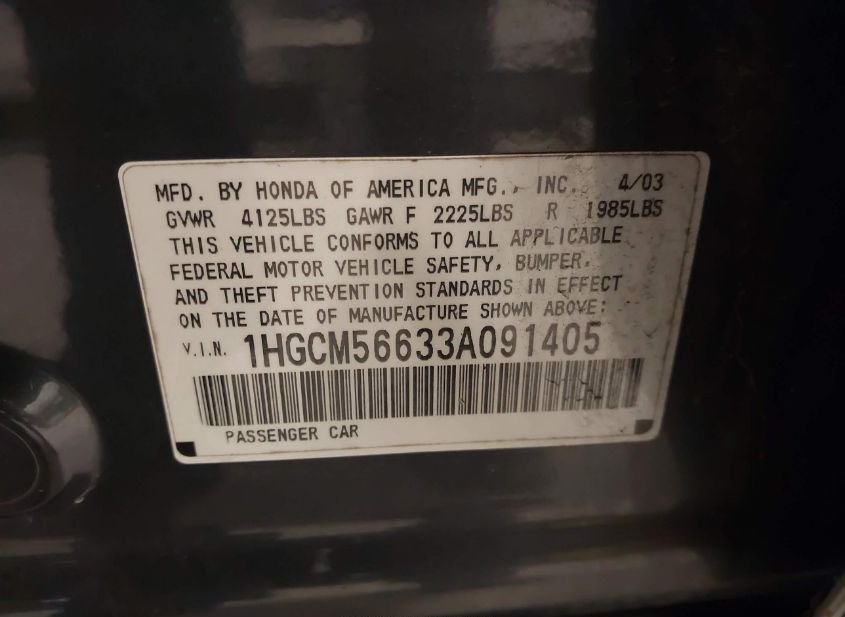 MFD. BY HONDA OF AMERICA MFG., INC. 4/03
GVWR 4125LBS GAWR F 2225LBS R 1985LBS
THIS VEHICLE CONFORMS TO ALL APPLICABLE
FEDERAL MOTOR VEHICLE SAFETY, BUMPER,
AND THEFT PREVENTION STANDARDS IN EFFECT
ON THE DATE OF MANUFACTURE SHOWN ABOVE:
V.I.N. 1HGCM56633A091405
PASSENGER CAR